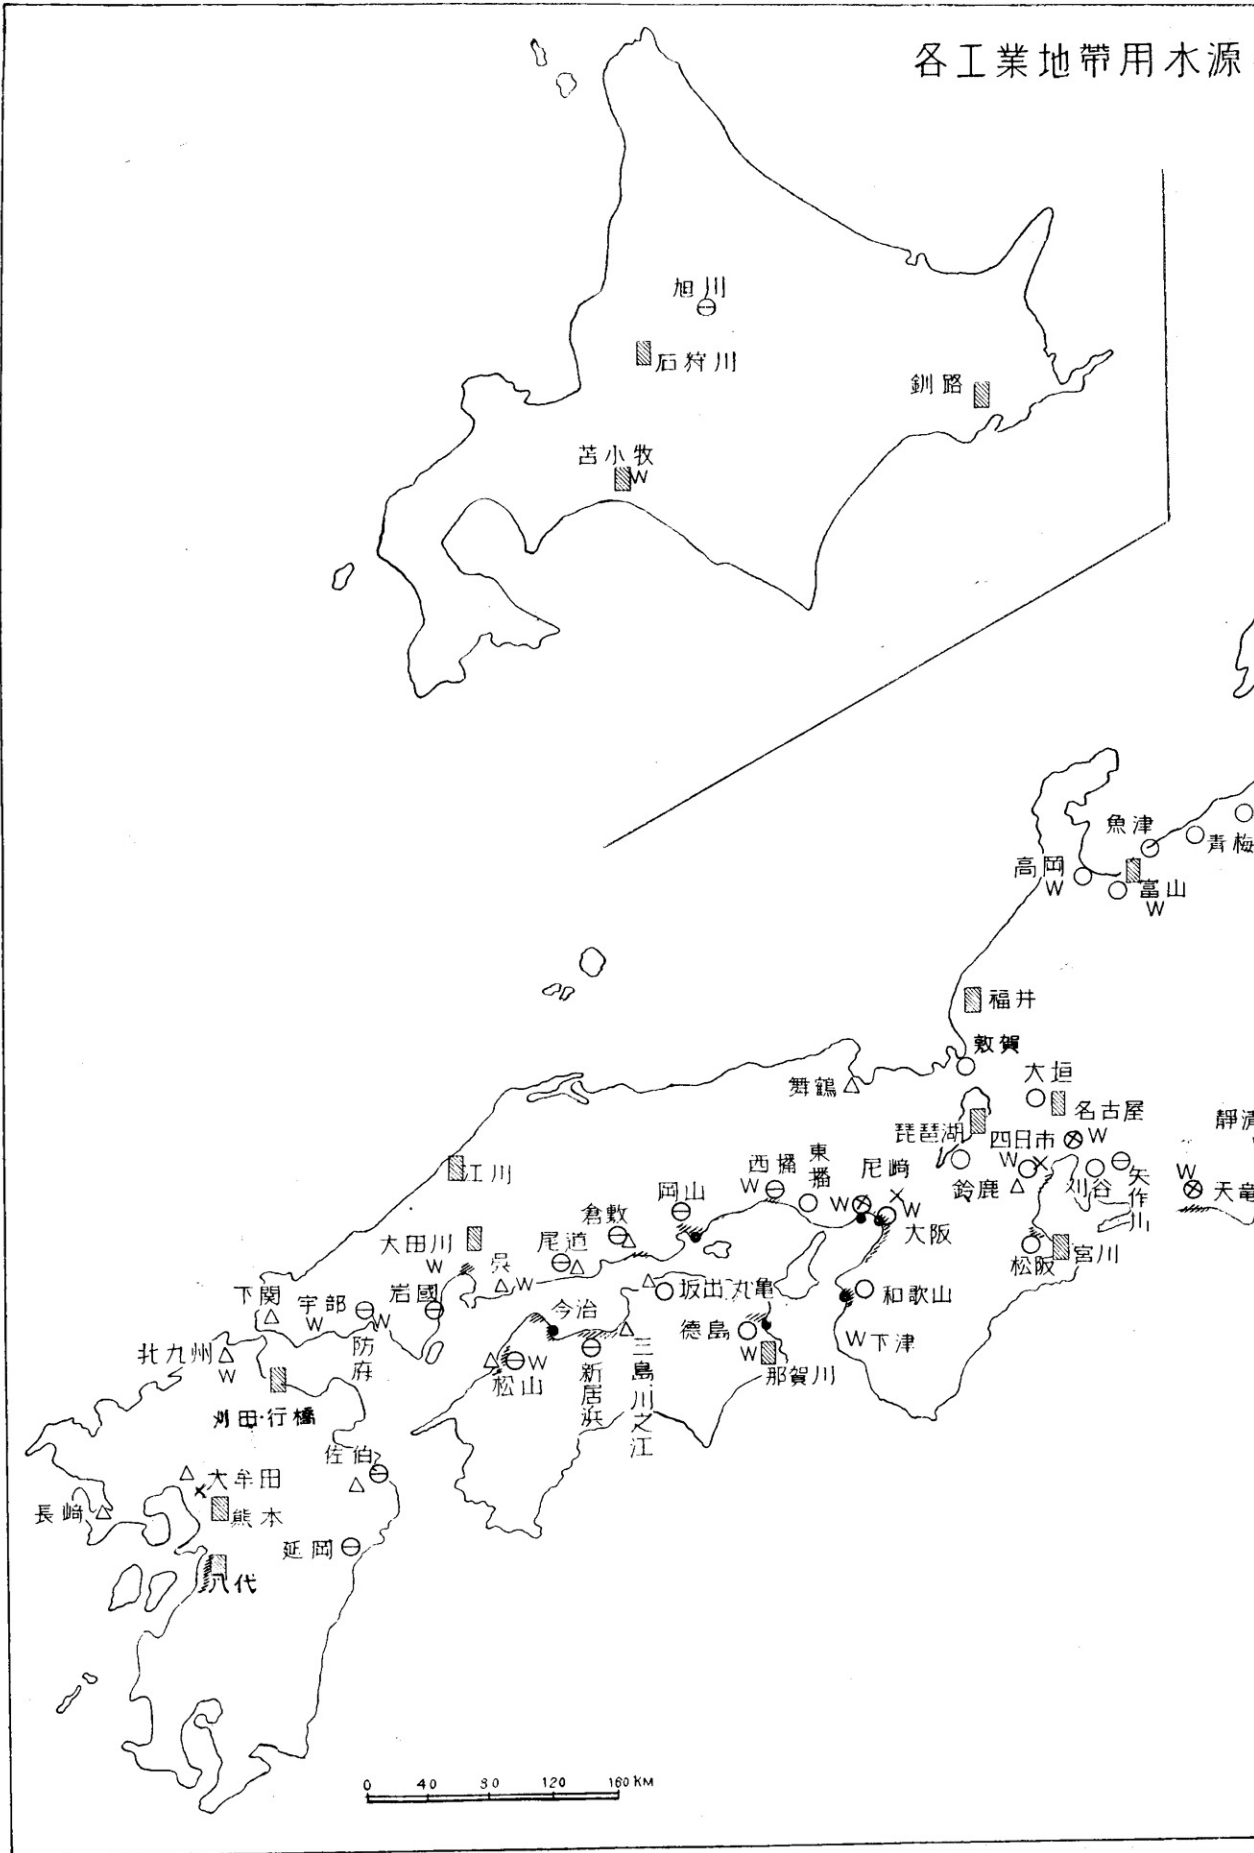 各工業地帶用水源
旭川
石狩川
釧路
苫小牧
W
魚津
青梅
高岡
W
富山
W
福井
敦賀
舞鶴
大垣
名古屋
W
琵琶湖
四日市
W
鈴鹿
刈谷
矢作川
W
天竜
靜清
江川
西播
W
東播
尼崎
W
W
大阪
岡山
倉敷
尾道
大田川
W
呉
W
岩國
坂出
丸亀
和歌山
松阪
宮川
下関
宇部
W
W
防府
今治
徳島
W
W
下津
北九州
W
松山
W
新居浜
三島川之江
那賀川
刈田・行橋
佐伯
大牟田
長崎
熊本
延岡
八代
0 40 80 120 160 KM